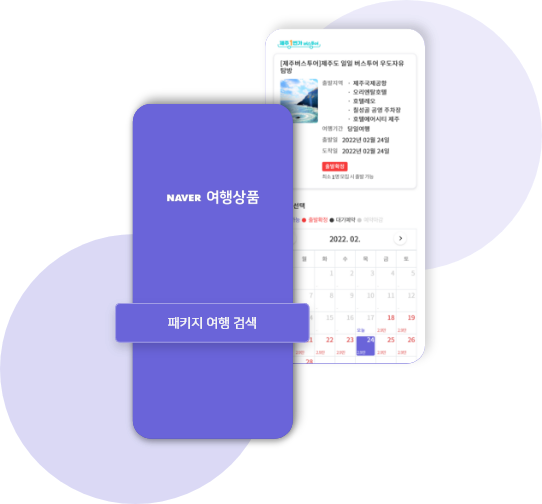 NAVER 여행상품
패키지 여행 검색
[제주버스투어]제주도 일일 버스투어 우도자유
탐방
출발지역 · 제주국제공항
· 오리엔탈호텔
· 호텔레오
· 칠성골 공영 주차장
· 호텔에어시티 제주
여행기간 당일여행
출발일 2022년 02월 24일
도착일 2022년 02월 24일
출발확정
최소 2명 모집 시 출발 가능
선택
출발확정 대기예약
2022. 02. >
월 화 수 목 금 토
1 2 3 4 5
7 8 9 10 11 12
14 15 16 17 18 19
오늘
22 23 24 25 26
28